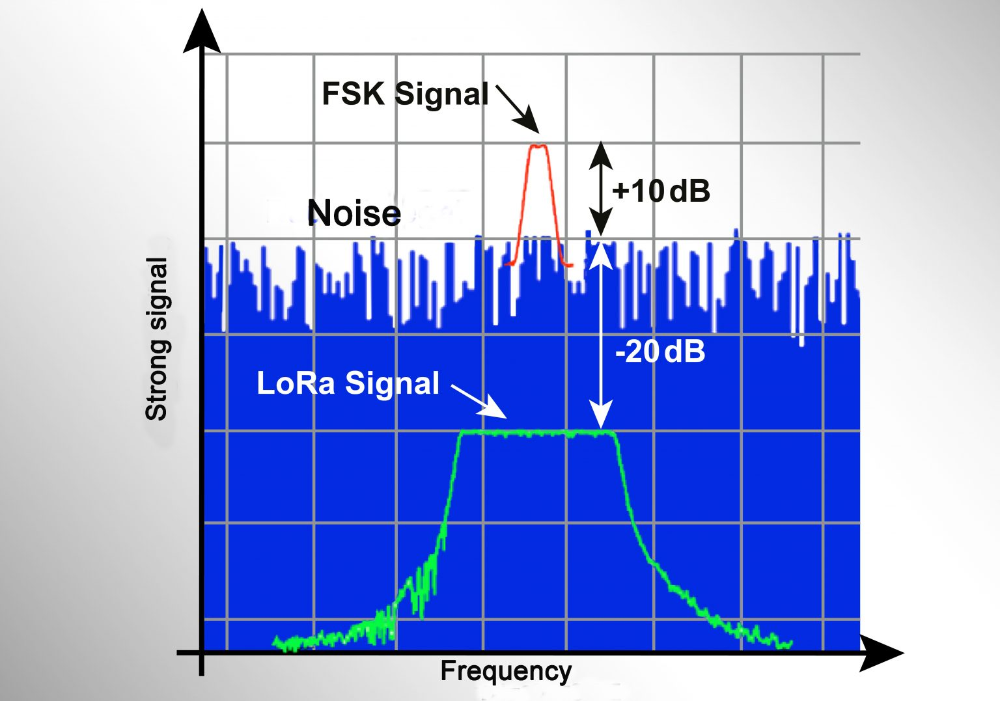 FSK Signal
+10 dB
Noise
Strong signal
-20 dB
LoRa Signal
Frequency